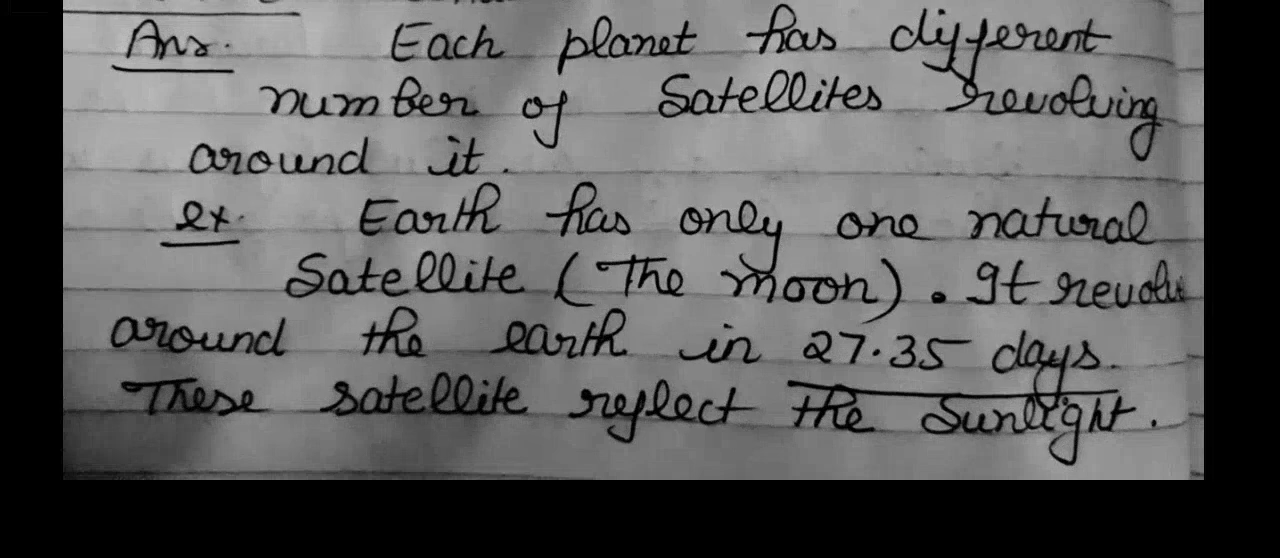 Ans. Each planet has different
number of Satellites revolving
around it.
ex. Earth has only one natural
Satellite (The moon). It revolve
around the earth in 27.35 days.
These satellite reflect the Sunlight.